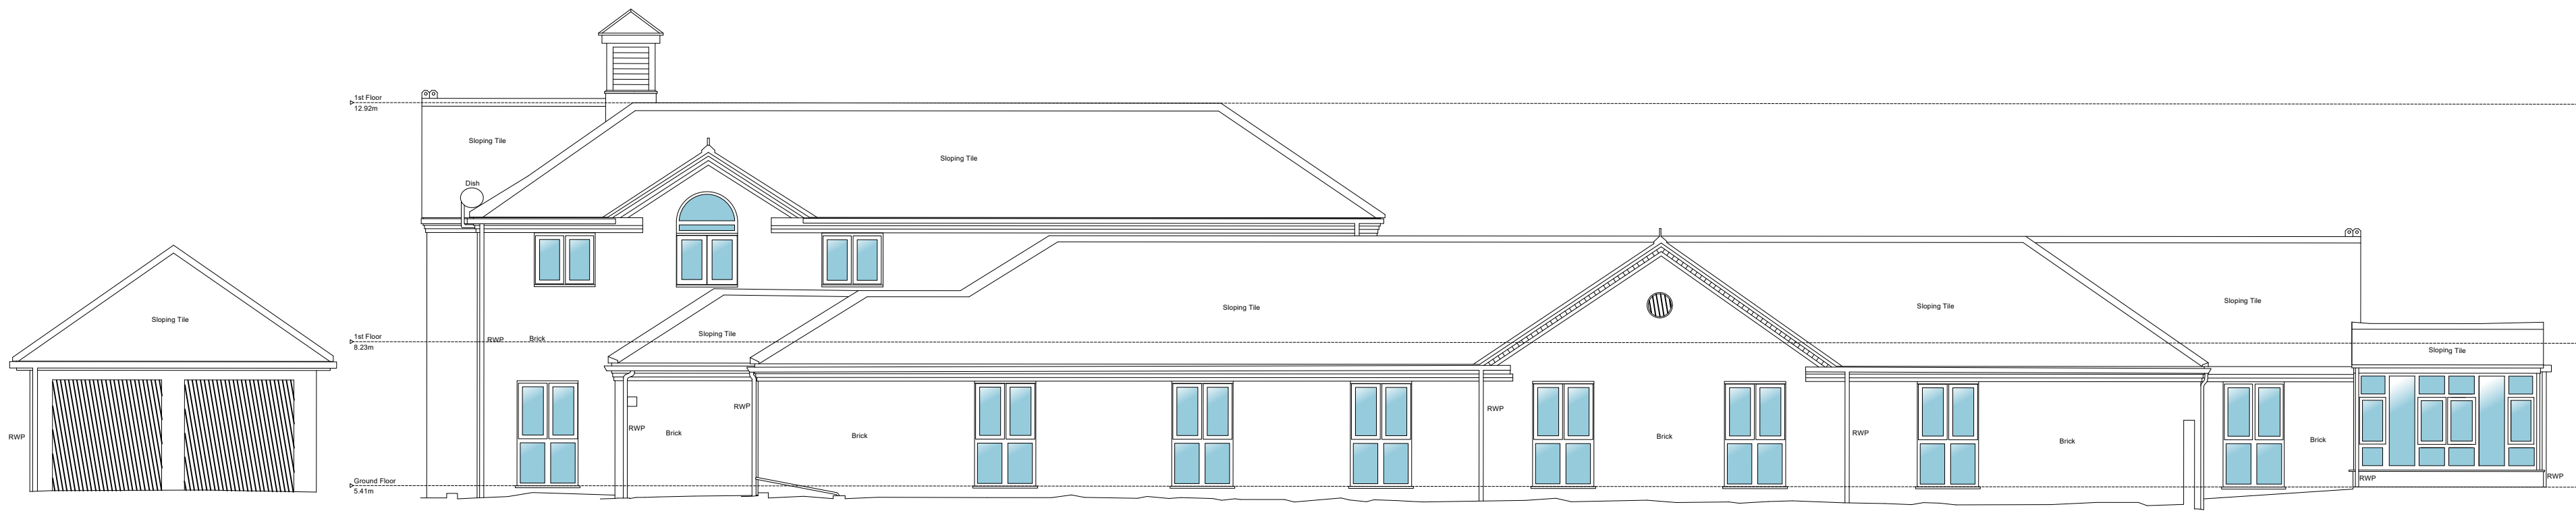 1st Floor
12.92m
Sloping Tile
Sloping Tile
Dish
Sloping Tile
Sloping Tile
Sloping Tile
Sloping Tile
Sloping Tile
1st Floor
8.23m
RWP
Brick
Sloping Tile
Sloping Tile
RWP
RWP
RWP
Brick
Brick
RWP
Brick
RWP
Brick
Brick
Ground Floor
5.41m
RWP
RWP